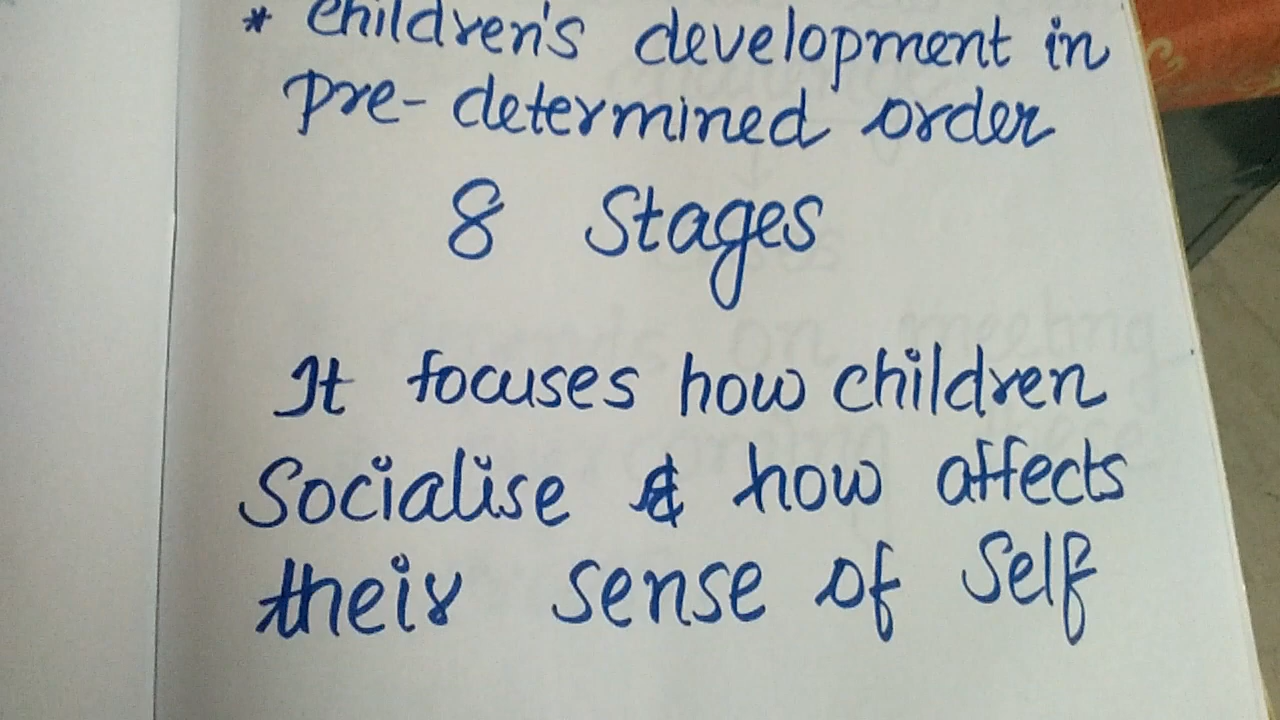 * Children's development in
pre-determined order
8 Stages
It focuses how children
Socialise & how affects
their sense of Self